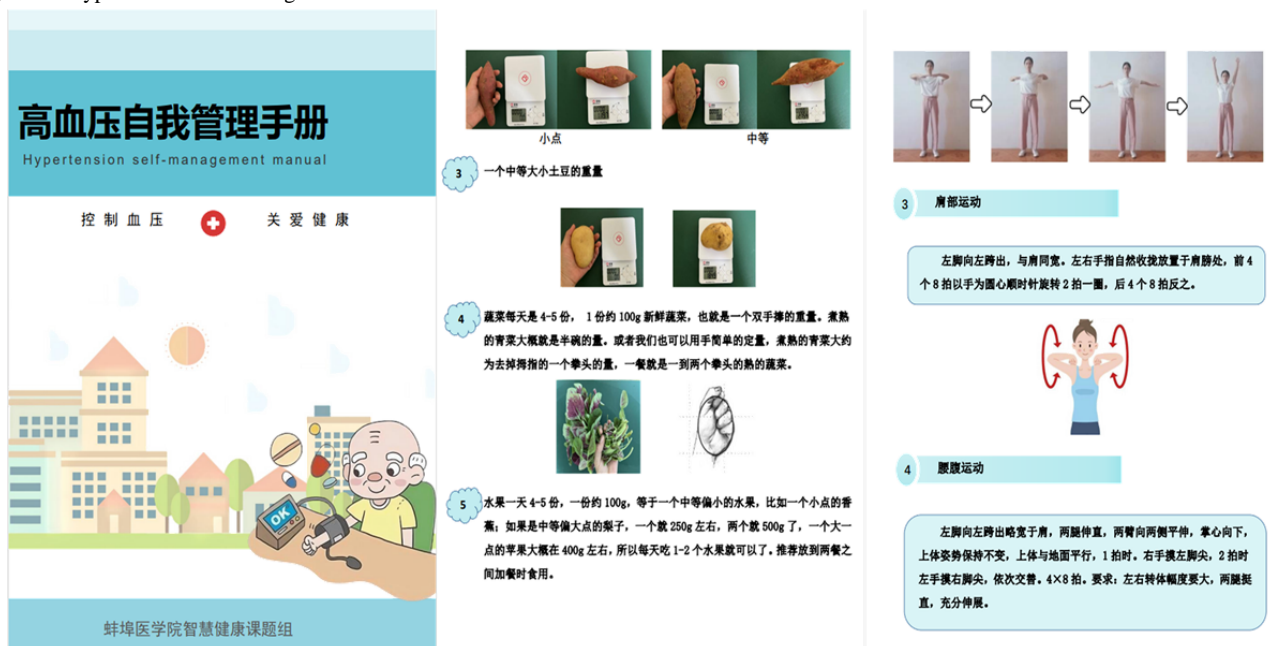 高血压自我管理手册
Hypertension self-management manual
控制血压
关爱健康
OK
蚌埠医学院智慧健康课题组
小点
中等
3
一个中等大小土豆的重量
4
蔬菜每天是 4-5 份， 1 份约 100g 新鲜蔬菜，也就是一个双手捧的重量。煮熟
的青菜大概就是半碗的量。或者我们也可以用手简单的定量，煮熟的青菜大约
为去掉拇指的一个拳头的量，一餐就是一到两个拳头的熟的蔬菜。
5
水果一天 4-5 份，一份约 100g，等于一个中等偏小的水果，比如一个小点的香
蕉；如果是中等偏大点的梨子，一个就 250g 左右，两个就 500g 了，一个大一
点的苹果大概在 400g 左右，所以每天吃 1-2 个水果就可以了。推荐放到两餐之
间加餐时食用。
3
肩部运动
左脚向左跨出，与肩同宽。左右手指自然收拢放置于肩膀处，前 4
个 8 拍以手为圆心顺时针旋转 2 拍一圈，后 4 个 8 拍反之。
4
腰腹运动
左脚向左跨出略宽于肩，两腿伸直，两臂向两侧平伸，掌心向下，
上体姿势保持不变，上体与地面平行，1 拍时。右手摸左脚尖，2 拍时
左手摸右脚尖，依次交替。4×8 拍。要求：左右转体幅度要大，两腿挺
直，充分伸展。